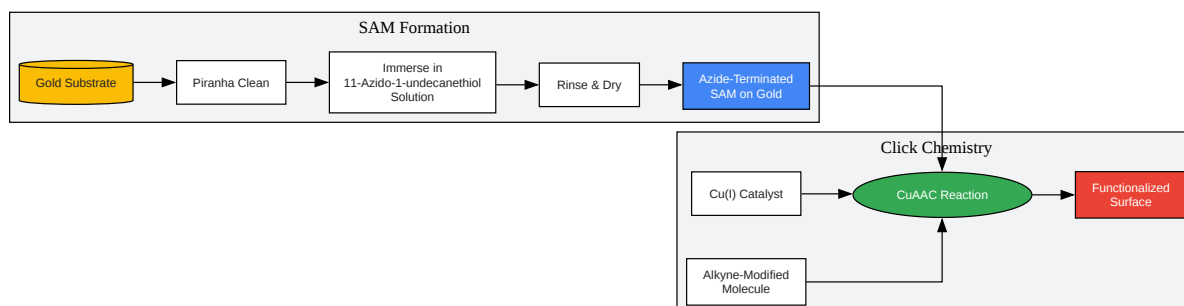 SAM Formation
Gold Substrate
Piranha Clean
Immerse in
11-Azido-1-undecanethiol
Solution
Rinse & Dry
Azide-Terminated
SAM on Gold
Click Chemistry
Cu(I) Catalyst
CuAAC Reaction
Functionalized
Surface
Alkyne-Modified
Molecule